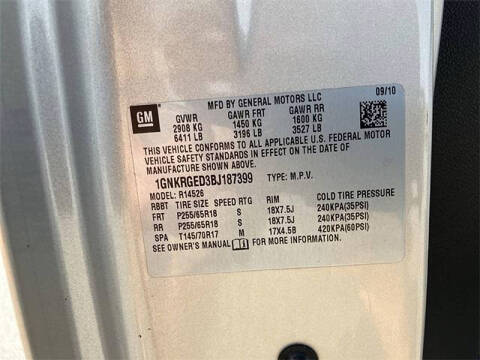 GM
MFD BY GENERAL MOTORS LLC 09/10
GVWR GAWR FRT GAWR RR
2908 KG 1450 KG 1600 KG
6411 LB 3196 LB 3527 LB
THIS VEHICLE CONFORMS TO ALL APPLICABLE U.S. FEDERAL MOTOR
VEHICLE SAFETY STANDARDS IN EFFECT ON THE DATE OF
MANUFACTURE SHOWN ABOVE.
1GNKRGED3BJ187399 TYPE: M.P.V.
MODEL: R14526
RBBT TIRE SIZE SPEED RTG RIM COLD TIRE PRESSURE
FRT P255/65R18 S 18X7.5J 240KPA(35PSI)
RR P255/65R18 S 18X7.5J 240KPA(35PSI)
SPA T145/70R17 M 17X4.5B 420KPA(60PSI)
SEE OWNER'S MANUAL FOR MORE INFORMATION.